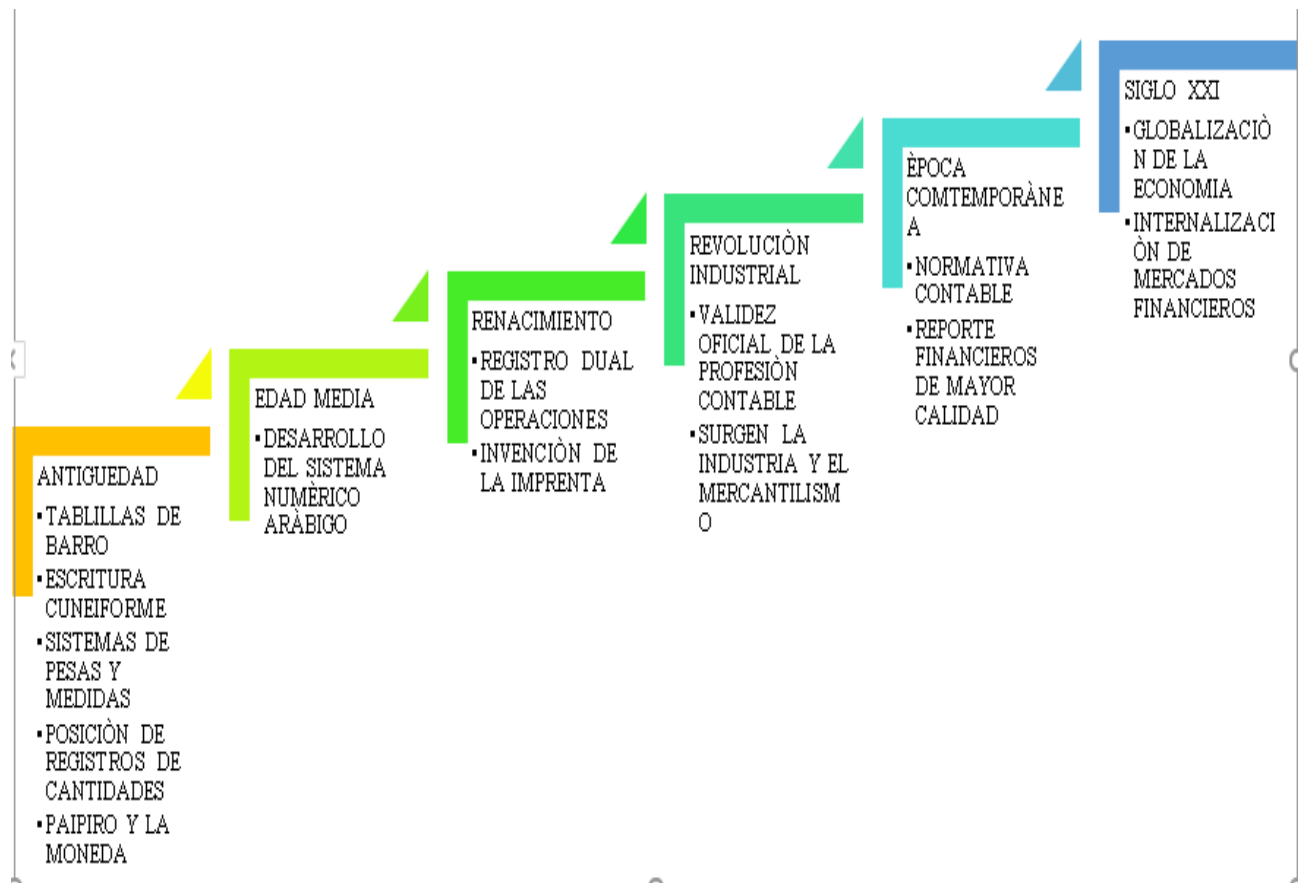 ANTIGUEDAD
▪TABLILLAS DE
BARRO
▪ESCRITURA
CUNEIFORME
▪SISTEMAS DE
PESAS Y
MEDIDAS
▪POSICIÒN DE
REGISTROS DE
CANTIDADES
▪PAIPIRO Y LA
MONEDA
EDAD MEDIA
▪DESARROLLO
DEL SISTEMA
NUMÈRICO
ARÀBIGO
RENACIMIENTO
▪REGISTRO DUAL
DE LAS
OPERACIONES
▪INVENCIÒN DE
LA IMPRENTA
REVOLUCIÒN
INDUSTRIAL
▪VALIDEZ
OFICIAL DE LA
PROFESIÒN
CONTABLE
▪SURGEN LA
INDUSTRIA Y EL
MERCANTILISM
O
ÈPOCA
COMTEMPORÀNE
A
▪NORMATIVA
CONTABLE
▪REPORTE
FINANCIEROS
DE MAYOR
CALIDAD
SIGLO XXI
▪GLOBALIZACIÒ
N DE LA
ECONOMIA
▪INTERNALIZACI
ÒN DE
MERCADOS
FINANCIEROS